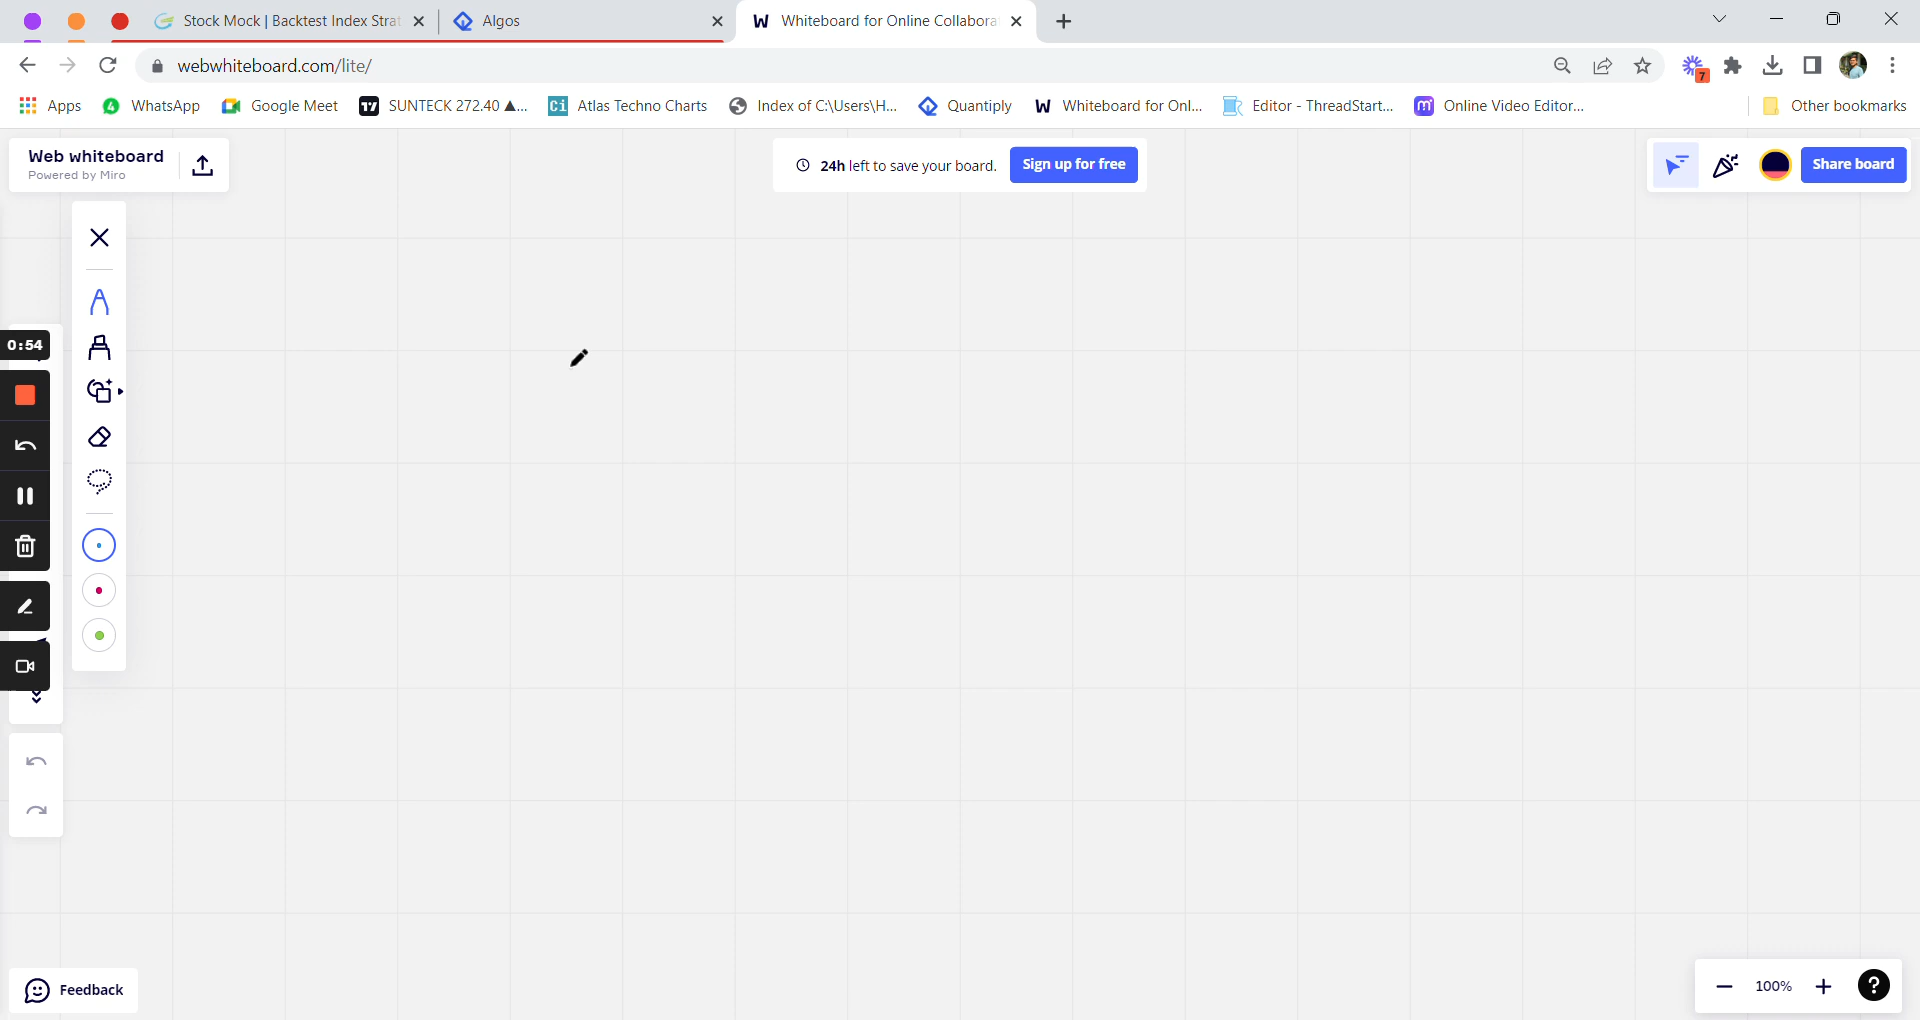 Stock Mock | Backtest Index Strat
Algos
Whiteboard for Online Collabora
webwhiteboard.com/lite/
7
Apps
WhatsApp
Google Meet
SUNTECK 272.40 ▲...
Atlas Techno Charts
Index of C:\Users\H...
Quantiply
Whiteboard for Onl...
Editor - ThreadStart...
Online Video Editor...
Other bookmarks
Web whiteboard
Powered by Miro
24h left to save your board.
Sign up for free
Share board
0:54
Feedback
100%